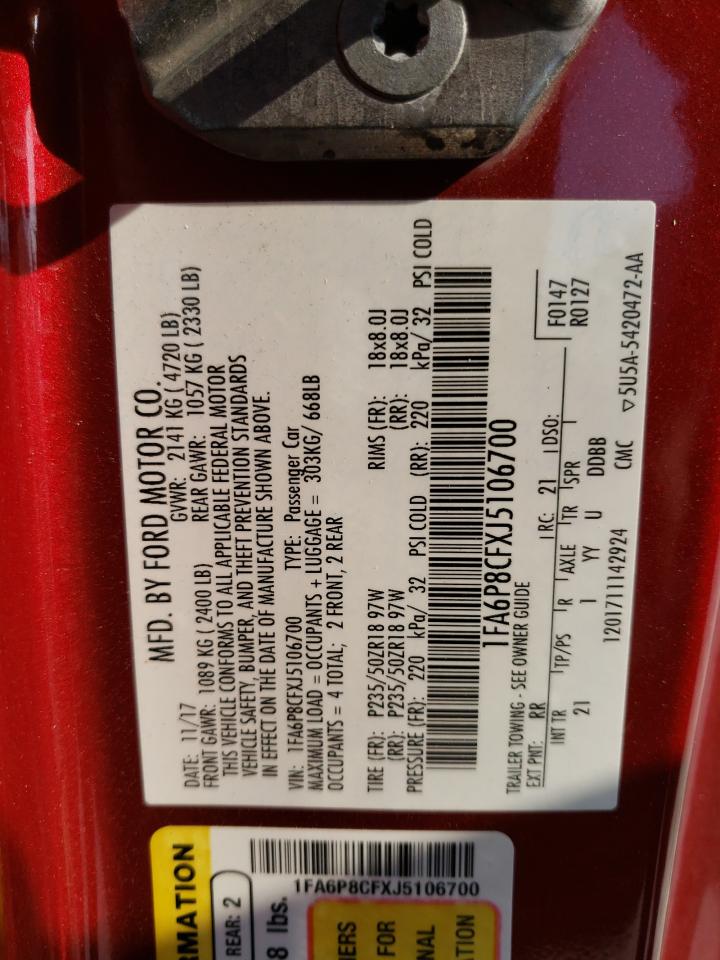 MFD. BY FORD MOTOR CO.
DATE: 11/17 GVWR: 2141 KG ( 4720 LB)
FRONT GAWR: 1089 KG ( 2400 LB) REAR GAWR: 1057 KG ( 2330 LB)
THIS VEHICLE CONFORMS TO ALL APPLICABLE FEDERAL MOTOR
VEHICLE SAFETY, BUMPER, AND THEFT PREVENTION STANDARDS
IN EFFECT ON THE DATE OF MANUFACTURE SHOWN ABOVE.
VIN: 1FA6P8CFXJ5106700 TYPE: Passenger Car
MAXIMUM LOAD = OCCUPANTS + LUGGAGE = 303KG/ 668LB
OCCUPANTS = 4 TOTAL; 2 FRONT, 2 REAR
TIRE (FR): P235/50ZR18 97W RIMS (FR): 18x8.0J
(RR): P235/50ZR18 97W (RR): 18x8.0J
PRESSURE (FR): 220 kPa/ 32 PSI COLD (RR): 220 kPa/ 32 PSI COLD
1FA6P8CFXJ5106700
TRAILER TOWING - SEE OWNER GUIDE
EXT PNT: RR RC: 21 DSO: F0147
R0127
INT TR TP/PS R AXLE TR SPR
21 I YY U DDBB
1201711142924 CMC ▽5U5A-5420472-AA
RMATION
REAR: 2
8 lbs.
1FA6P8CFXJ5106700
FOR